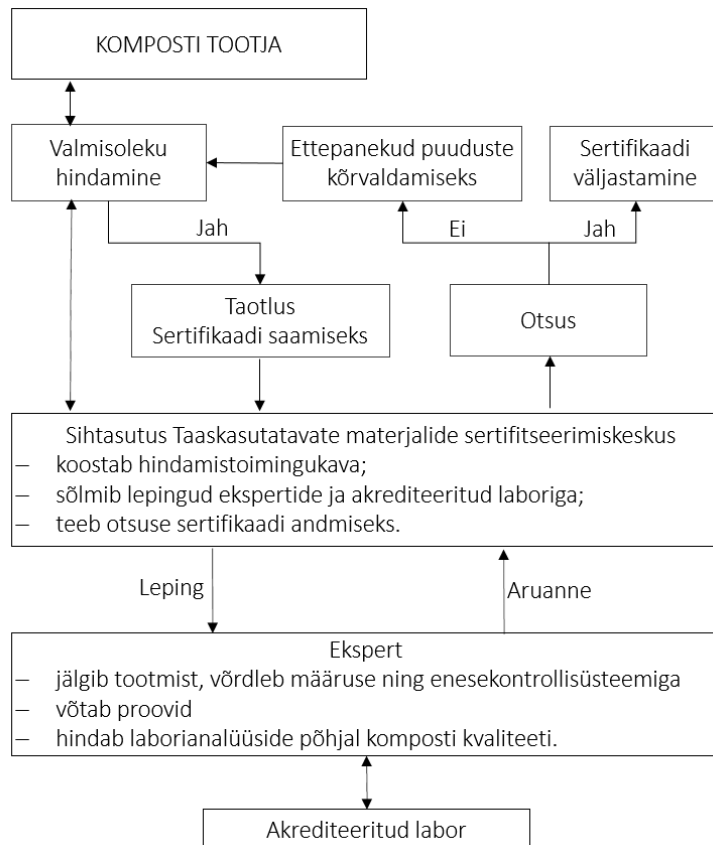 KOMPOSTI TOOTJA
Valmisoleku
hindamine
Ettepanekud puuduste
kõrvaldamiseks
Sertifikaadi
väljastamine
Jah
Ei
Jah
Taotlus
Sertifikaadi saamiseks
Otsus
Sihtasutus Taaskasutatavate materjalide sertifitseerimiskeskus
– koostab hindamistoimingukava;
– sõlmib lepingud ekspertide ja akrediteeritud laboriga;
– teeb otsuse sertifikaadi andmiseks.
Leping
Aruanne
Ekspert
– jälgib tootmist, võrdleb määruse ning enesekontrollisüsteemiga
– võtab proovid
– hindab laborianalüüside põhjal komposti kvaliteeti.
Akrediteeritud labor